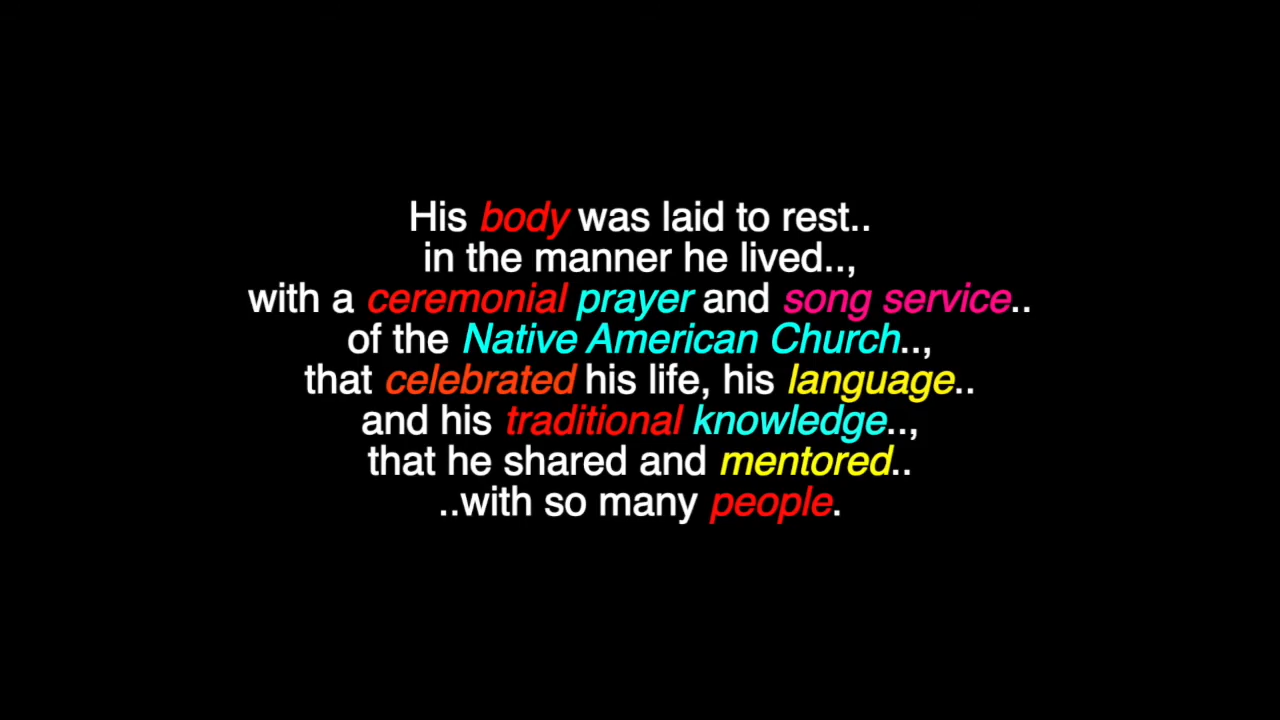 His body was laid to rest..
in the manner he lived..,
with a ceremonial prayer and song service..
of the Native American Church..,
that celebrated his life, his language..
and his traditional knowledge..,
that he shared and mentored..
..with so many people.